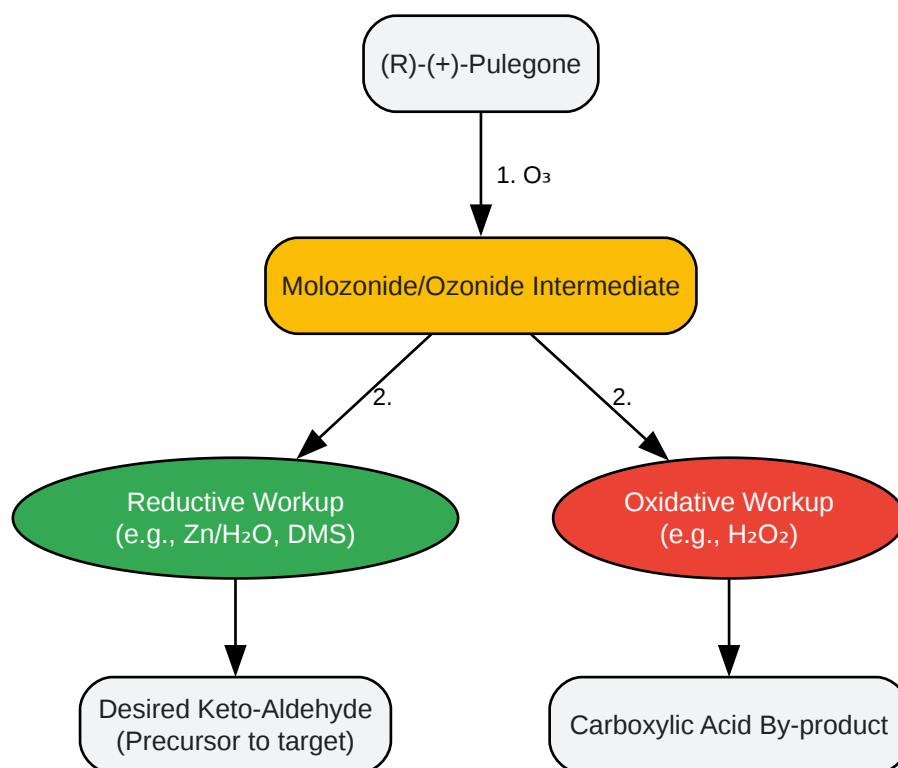 (R)-(+)-Pulegone
1. O₃
Molozonide/Ozonide Intermediate
2.
2.
Reductive Workup
(e.g., Zn/H₂O, DMS)
Oxidative Workup
(e.g., H₂O₂)
Desired Keto-Aldehyde
(Precursor to target)
Carboxylic Acid By-product